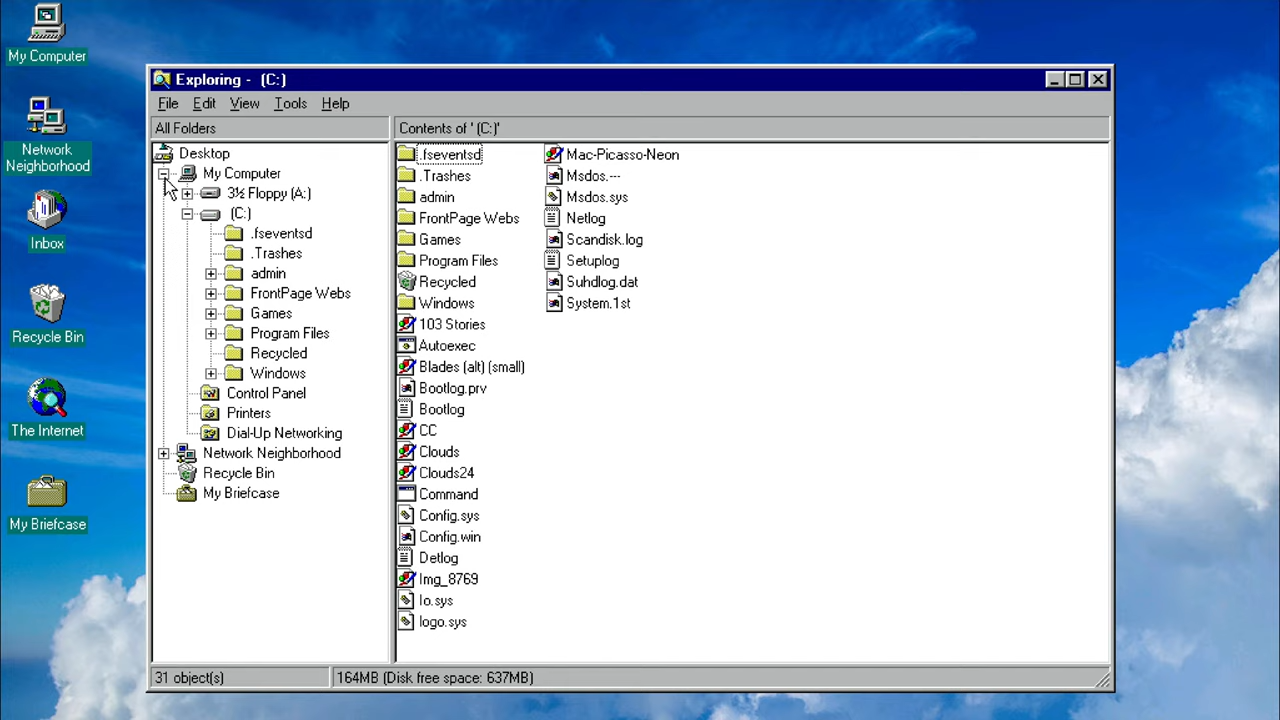 My Computer
Network
Neighborhood
Inbox
Recycle Bin
The Internet
My Briefcase
Exploring - (C:)
File Edit View Tools Help
All Folders
Contents of ' (C:)'
Desktop
My Computer
3½ Floppy (A:)
(C:)
.fseventsd
.Trashes
admin
FrontPage Webs
Games
Program Files
Recycled
Windows
Control Panel
Printers
Dial-Up Networking
Network Neighborhood
Recycle Bin
My Briefcase
.fseventsd
.Trashes
admin
FrontPage Webs
Games
Program Files
Recycled
Windows
103 Stories
Autoexec
Blades (alt) (small)
Bootlog.prv
Bootlog
CC
Clouds
Clouds24
Command
Config.sys
Config.win
Detlog
Img_8769
Io.sys
logo.sys
Mac-Picasso-Neon
Msdos.---
Msdos.sys
Netlog
Scandisk.log
Setuplog
Suhdlog.dat
System.1st
31 object(s)
164MB (Disk free space: 637MB)